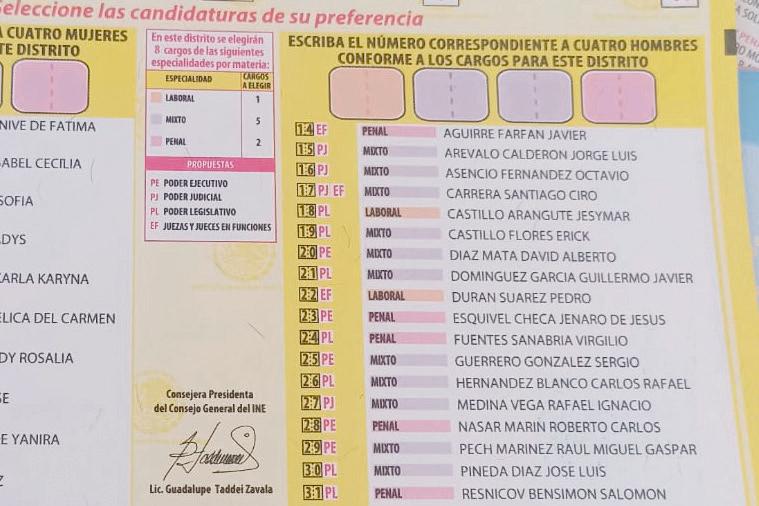 Seleccione las candidaturas de su preferencia
A CUATRO MUJERES
TE DISTRITO
NIVE DE FATIMA
ABEL CECILIA
SOFIA
ADYS
KARLA KARYNA
ELICA DEL CARMEN
DY ROSALIA
SE
E YANIRA
Z
En este distrito se elegirán
8 cargos de las siguientes
especialidades por materia:
ESPECIALIDAD CARGOS A ELEGIR
LABORAL 1
MIXTO 5
PENAL 2
PROPUESTAS
PE PODER EJECUTIVO
PJ PODER JUDICIAL
PL PODER LEGISLATIVO
EF JUEZAS Y JUECES EN FUNCIONES
Consejera Presidenta
del Consejo General del INE
Lic. Guadalupe Taddei Zavala
ESCRIBA EL NÚMERO CORRESPONDIENTE A CUATRO HOMBRES
CONFORME A LOS CARGOS PARA ESTE DISTRITO
14 EF PENAL AGUIRRE FARFAN JAVIER
15 PJ MIXTO AREVALO CALDERON JORGE LUIS
16 PJ MIXTO ASENCIO FERNANDEZ OCTAVIO
17 PJ EF MIXTO CARRERA SANTIAGO CIRO
18 PL LABORAL CASTILLO ARANGUTE JESYMAR
19 PL MIXTO CASTILLO FLORES ERICK
20 PE MIXTO DIAZ MATA DAVID ALBERTO
21 PL MIXTO DOMINGUEZ GARCIA GUILLERMO JAVIER
22 EF LABORAL DURAN SUAREZ PEDRO
23 PE PENAL ESQUIVEL CHECA JENARO DE JESUS
24 PL PENAL FUENTES SANABRIA VIRGILIO
25 PE MIXTO GUERRERO GONZALEZ SERGIO
26 PL MIXTO HERNANDEZ BLANCO CARLOS RAFAEL
27 PJ MIXTO MEDINA VEGA RAFAEL IGNACIO
28 PE PENAL NASAR MARIN ROBERTO CARLOS
29 PE MIXTO PECH MARINEZ RAUL MIGUEL GASPAR
30 PL MIXTO PINEDA DIAZ JOSE LUIS
31 PL PENAL RESNICOV BENSIMON SALOMON